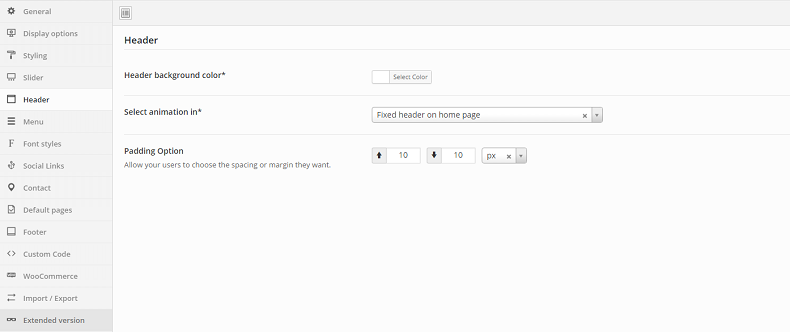 General
Display options
Styling
Slider
Header
Menu
Font styles
Social Links
Contact
Default pages
Footer
Custom Code
WooCommerce
Import / Export
Extended version
Header
Header background color*
Select Color
Select animation in*
Fixed header on home page
Padding Option
Allow your users to choose the spacing or margin they want.
10 10 px